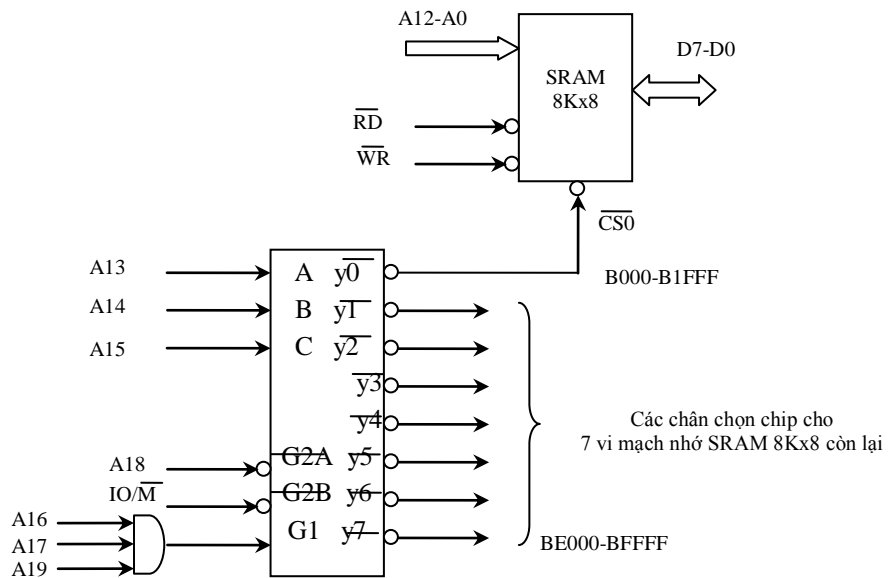 A12-A0
D7-D0
SRAM
8Kx8
RD
WR
CS0
A13
A
y0
B000-B1FFF
A14
B
y1
A15
C
y2
y3
y4
Các chân chọn chip cho
7 vi mạch nhớ SRAM 8Kx8 còn lại
A18
G2A
y5
IO/M
G2B
y6
A16
A17
G1
y7
BE000-BFFFF
A19